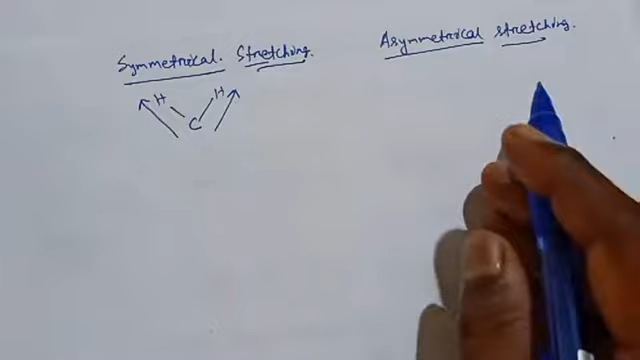 Symmetrical. Stretching.
Asymmetrical stretching.
H H
C